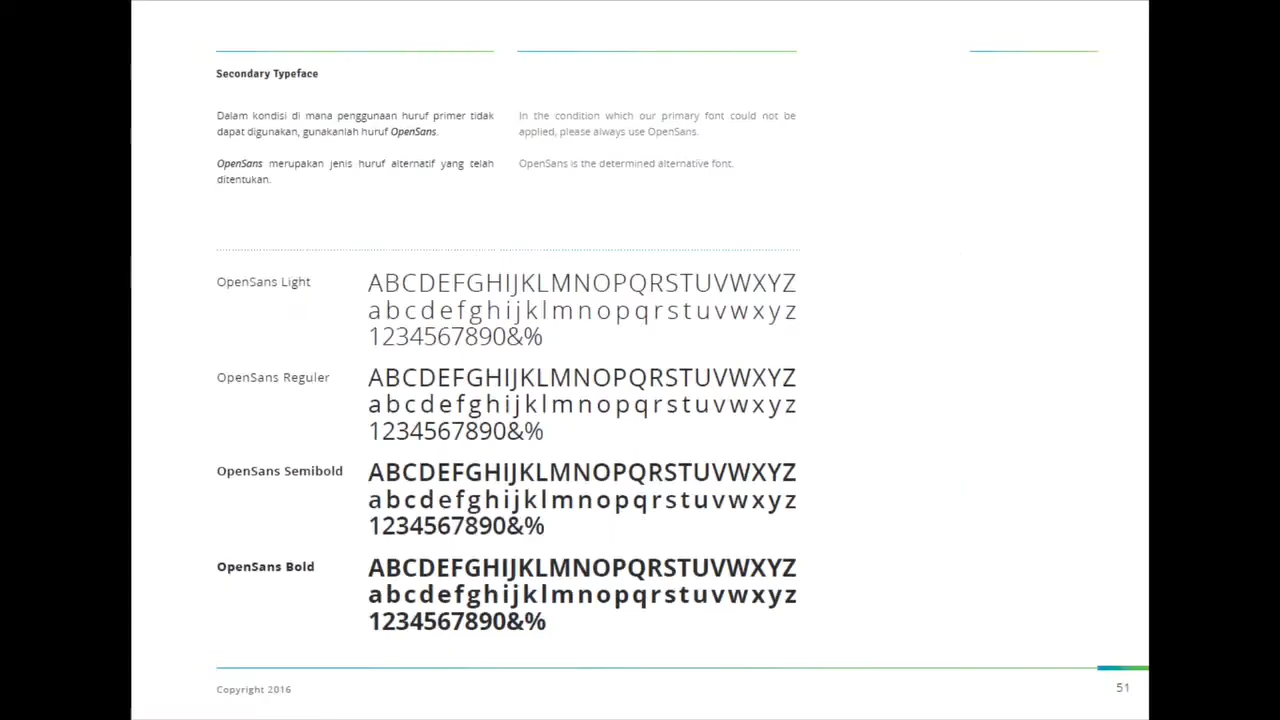 Secondary Typeface
Dalam kondisi di mana penggunaan huruf primer tidak
dapat digunakan, gunakanlah huruf OpenSans.
OpenSans merupakan jenis huruf alternatif yang telah
ditentukan.
In the condition which our primary font could not be
applied, please always use OpenSans.
OpenSans is the determined alternative font.
OpenSans Light
ABCDEFGHIJKLMNOPQRSTUVWXYZ
abcdefghijklmnopqrstuvwxyz
1234567890&%
OpenSans Reguler
ABCDEFGHIJKLMNOPQRSTUVWXYZ
abcdefghijklmnopqrstuvwxyz
1234567890&%
OpenSans Semibold
ABCDEFGHIJKLMNOPQRSTUVWXYZ
abcdefghijklmnopqrstuvwxyz
1234567890&%
OpenSans Bold
ABCDEFGHIJKLMNOPQRSTUVWXYZ
abcdefghijklmnopqrstuvwxyz
1234567890&%
Copyright 2016
51